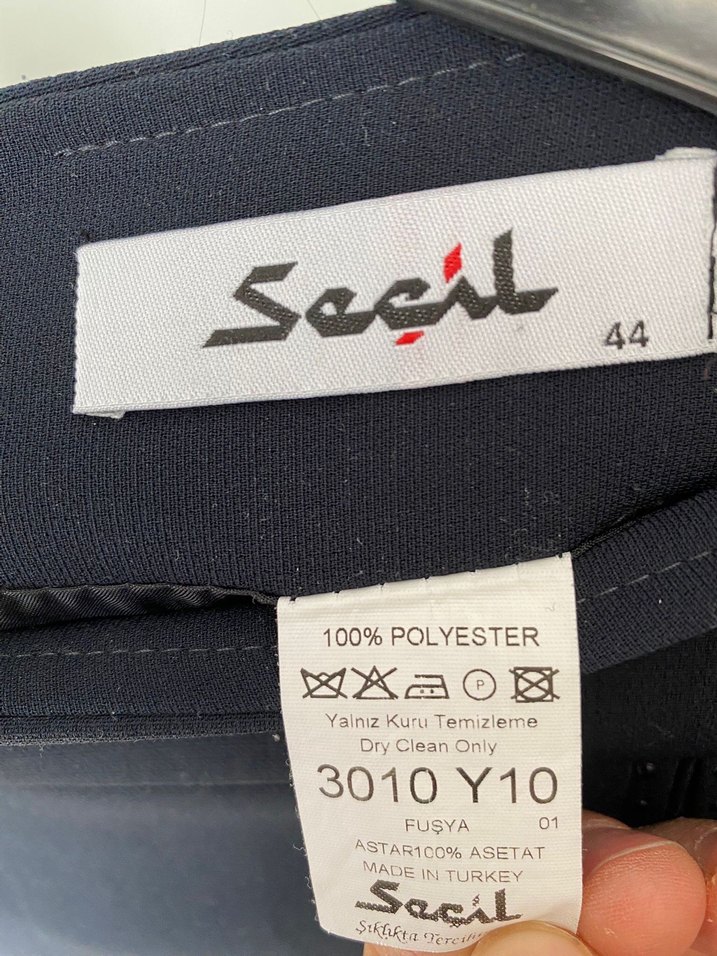 Seçil
44
100% POLYESTER
P
Yalnız Kuru Temizleme
Dry Clean Only
3010 Y10
FUŞYA 01
ASTAR100% ASETAT
MADE IN TURKEY
Seçil
Şıklıkta